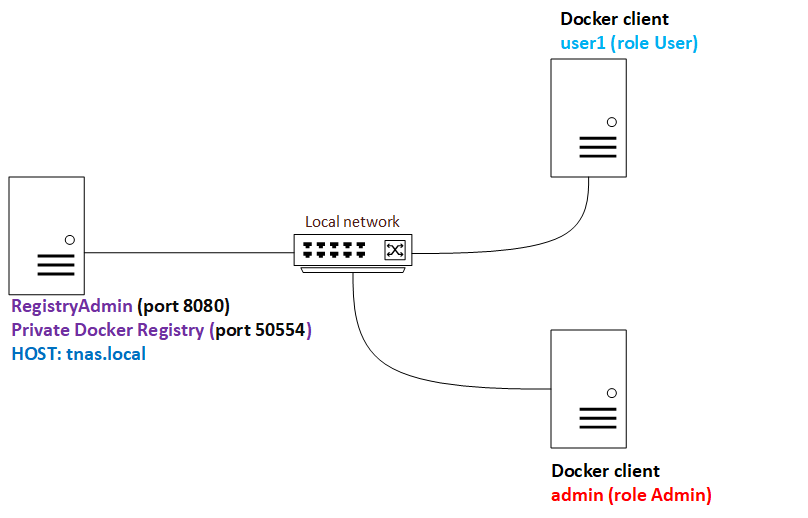 Docker client
user1 (role User)
Local network
RegistryAdmin (port 8080)
Private Docker Registry (port 50554)
HOST: tnas.local
Docker client
admin (role Admin)